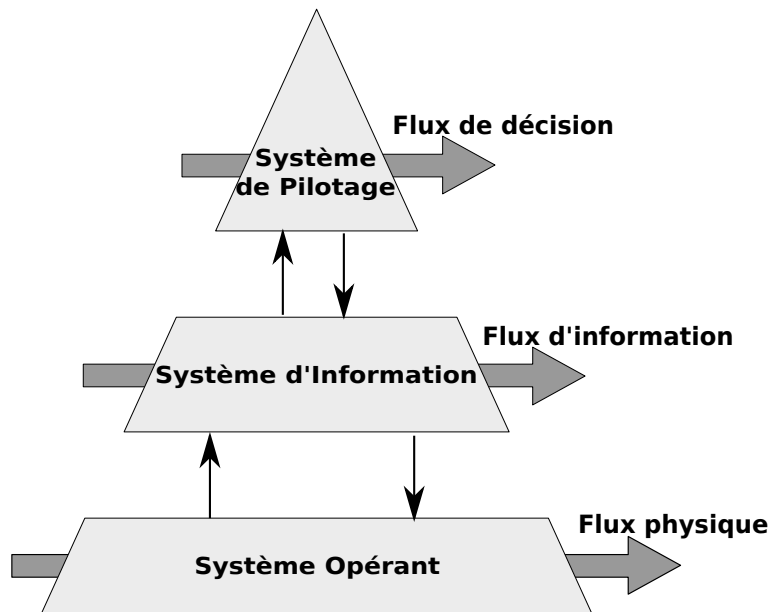 Flux de décision
Système
de Pilotage
Flux d'information
Système d'Information
Flux physique
Système Opérant